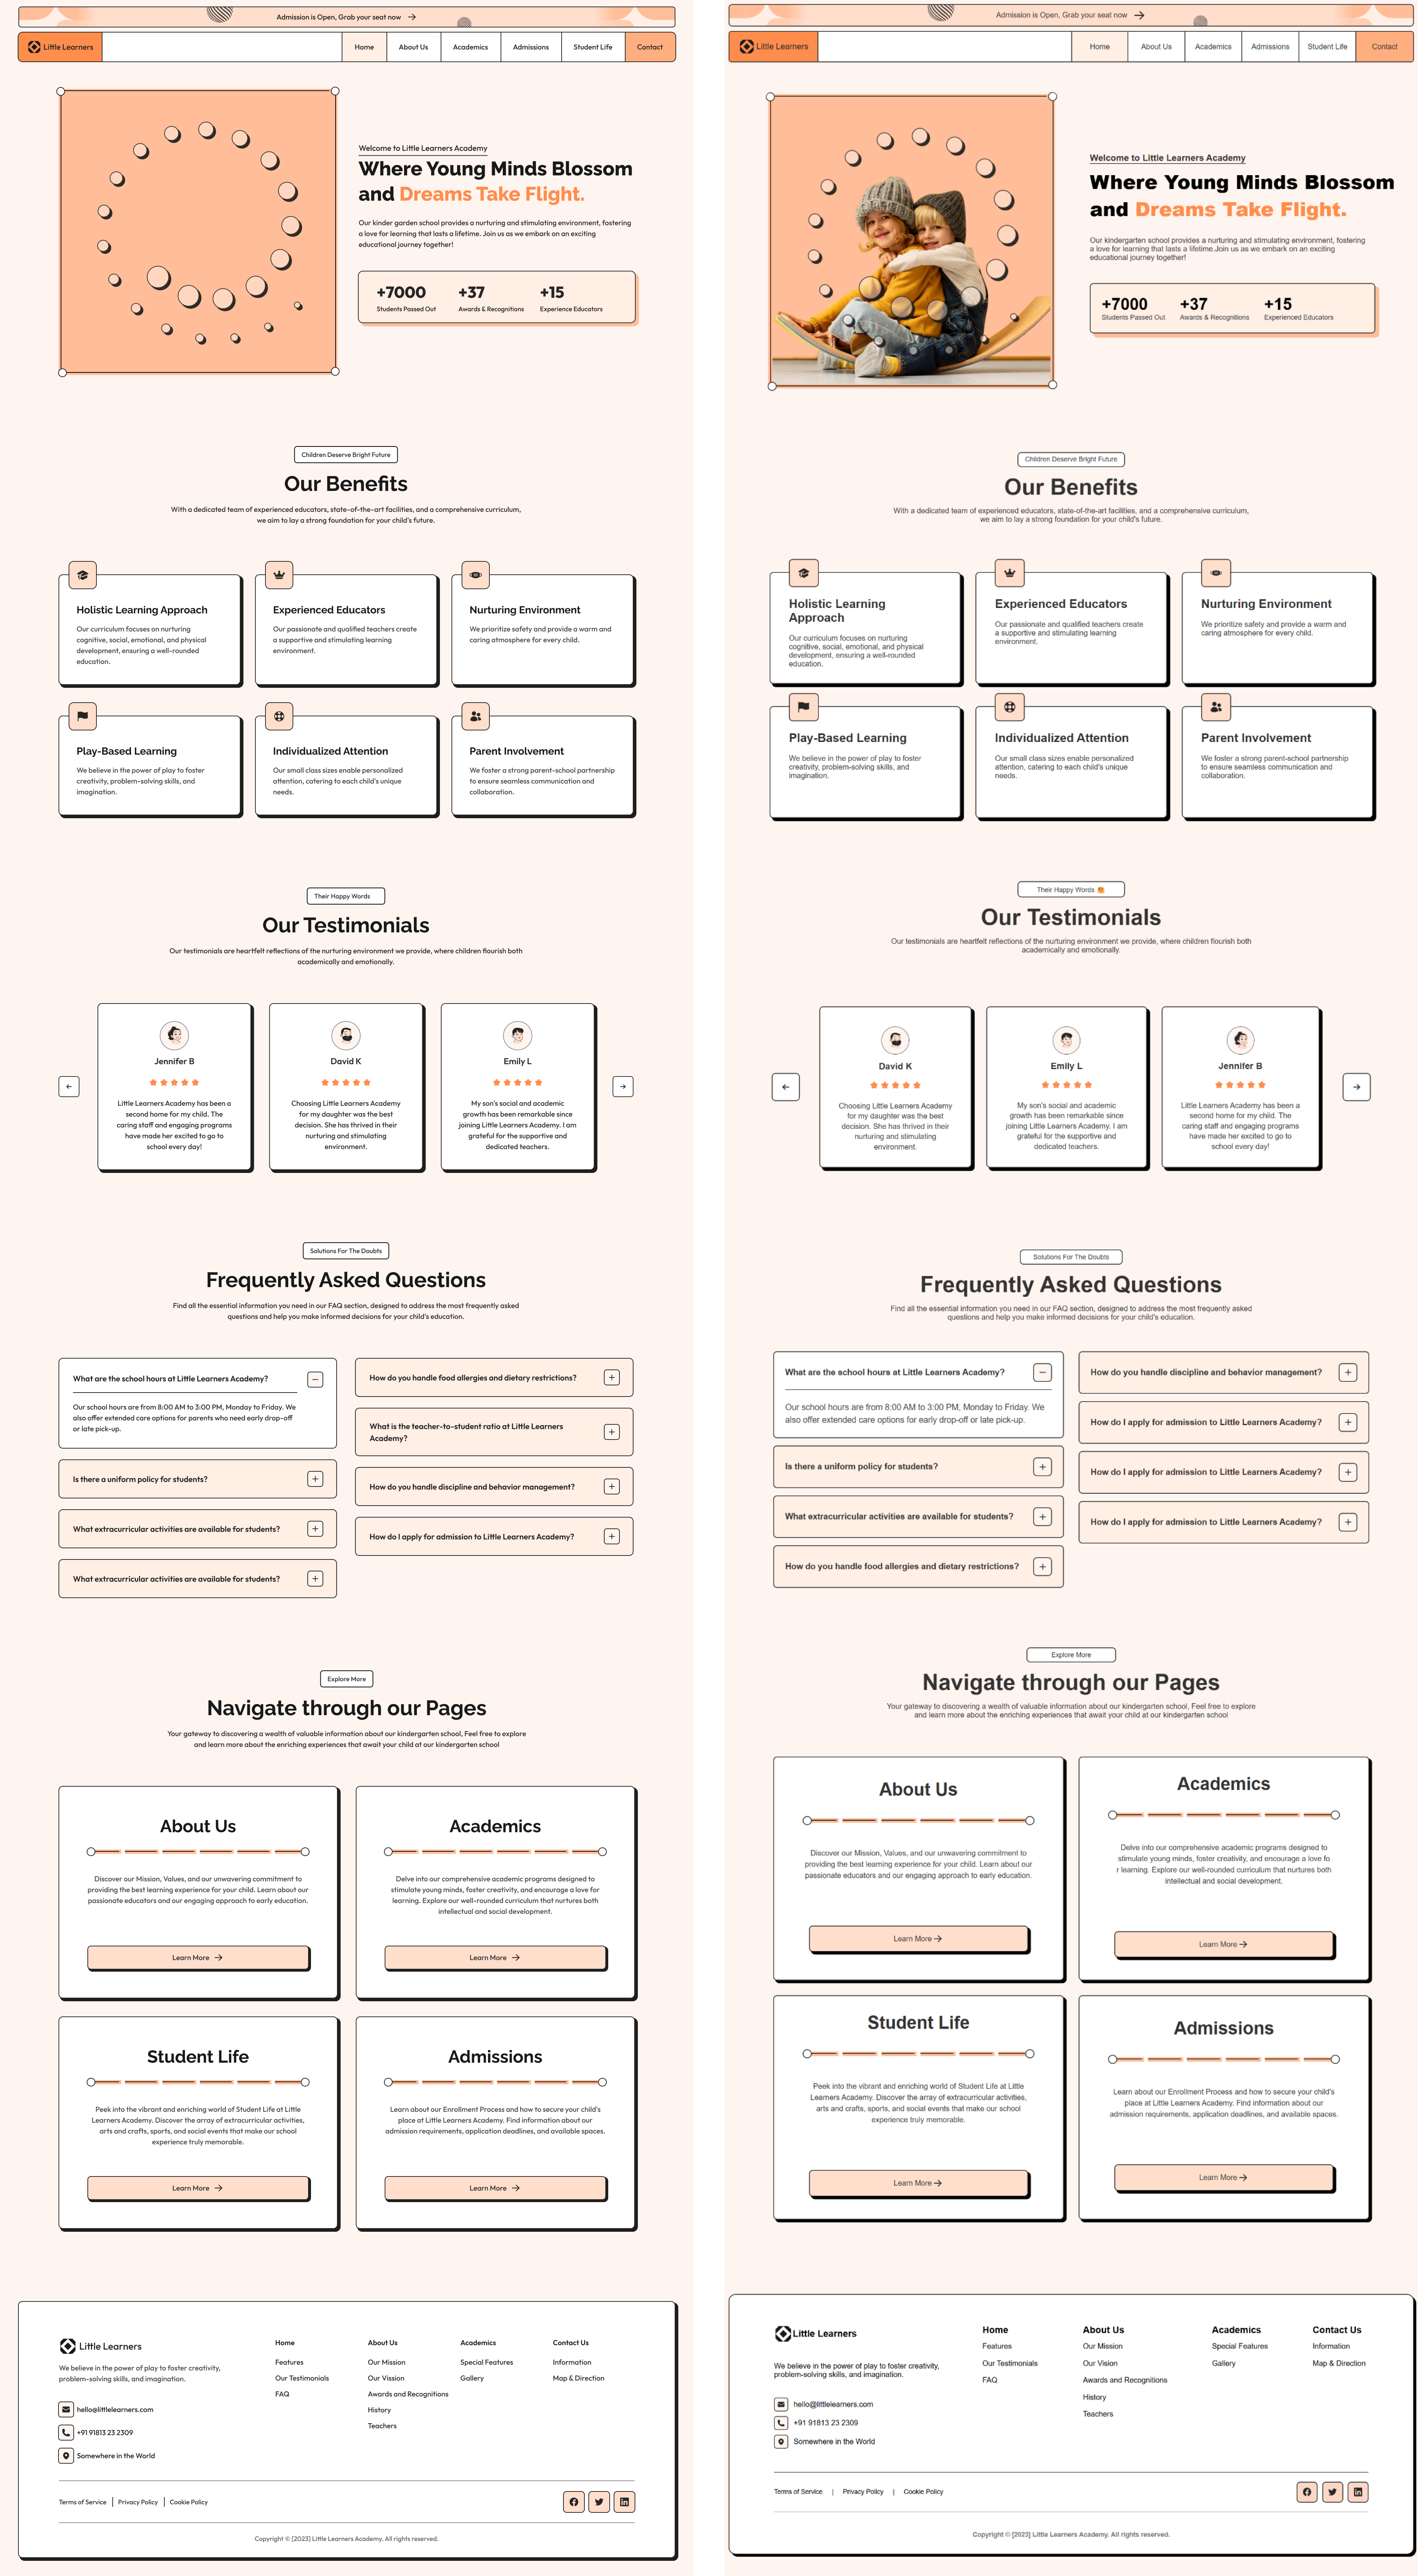 Admission is Open, Grab your seat now
Little Learners
Home
About Us
Academics
Admissions
Student Life
Contact
Welcome to Little Learners Academy
Where Young Minds Blossom
and Dreams Take Flight.
Our kinder garden school provides a nurturing and stimulating environment, fostering
a love for learning that lasts a lifetime. Join us as we embark on an exciting
educational journey together!
+7000
Students Passed Out
+37
Awards & Recognitions
+15
Experience Educators
Children Deserve Bright Future
Our Benefits
With a dedicated team of experienced educators, state-of-the-art facilities, and a comprehensive curriculum,
we aim to lay a strong foundation for your child's future.
Holistic Learning Approach
Our curriculum focuses on nurturing
cognitive, social, emotional, and physical
development, ensuring a well-rounded
education.
Experienced Educators
Our passionate and qualified teachers create
a supportive and stimulating learning
environment.
Nurturing Environment
We prioritize safety and provide a warm and
caring atmosphere for every child.
Play-Based Learning
We believe in the power of play to foster
creativity, problem-solving skills, and
imagination.
Individualized Attention
Our small class sizes enable personalized
attention, catering to each child's unique
needs.
Parent Involvement
We foster a strong parent-school partnership
to ensure seamless communication and
collaboration.
Their Happy Words
Our Testimonials
Our testimonials are heartfelt reflections of the nurturing environment we provide, where children flourish both
academically and emotionally.
Jennifer B
Little Learners Academy has been a
second home for my child. The
caring staff and engaging programs
have made her excited to go to
school every day!
David K
Choosing Little Learners Academy
for my daughter was the best
decision. She has thrived in their
nurturing and stimulating
environment.
Emily L
My son's social and academic
growth has been remarkable since
joining Little Learners Academy. I am
grateful for the supportive and
dedicated teachers.
Solutions For The Doubts
Frequently Asked Questions
Find all the essential information you need in our FAQ section, designed to address the most frequently asked
questions and help you make informed decisions for your child's education.
What are the school hours at Little Learners Academy?
Our school hours are from 8:00 AM to 3:00 PM, Monday to Friday. We
also offer extended care options for parents who need early drop-off
or late pick-up.
Is there a uniform policy for students?
What extracurricular activities are available for students?
What extracurricular activities are available for students?
How do you handle food allergies and dietary restrictions?
What is the teacher-to-student ratio at Little Learners
Academy?
How do you handle discipline and behavior management?
How do I apply for admission to Little Learners Academy?
Explore More
Navigate through our Pages
Your gateway to discovering a wealth of valuable information about our kindergarten school, Feel free to explore
and learn more about the enriching experiences that await your child at our kindergarten school
About Us
Discover our Mission, Values, and our unwavering commitment to
providing the best learning experience for your child. Learn about our
passionate educators and our engaging approach to early education.
Learn More
Academics
Delve into our comprehensive academic programs designed to
stimulate young minds, foster creativity, and encourage a love for
learning. Explore our well-rounded curriculum that nurtures both
intellectual and social development.
Learn More
Student Life
Peek into the vibrant and enriching world of Student Life at Little
Learners Academy. Discover the array of extracurricular activities,
arts and crafts, sports, and social events that make our school
experience truly memorable.
Learn More
Admissions
Learn about our Enrollment Process and how to secure your child's
place at Little Learners Academy. Find information about our
admission requirements, application deadlines, and available spaces.
Learn More
Little Learners
We believe in the power of play to foster creativity,
problem-solving skills, and imagination.
hello@littlelearners.com
+91 91813 23 2309
Somewhere in the World
Home
Features
Our Testimonials
FAQ
About Us
Our Mission
Our Vission
Awards and Recognitions
History
Teachers
Academics
Special Features
Gallery
Contact Us
Information
Map & Direction
Terms of Service
Privacy Policy
Cookie Policy
Copyright © [2023] Little Learners Academy. All rights reserved.
Admission is Open, Grab your seat now
Little Learners
Home
About Us
Academics
Admissions
Student Life
Contact
Welcome to Little Learners Academy
Where Young Minds Blossom
and Dreams Take Flight.
Our kindergarten school provides a nurturing and stimulating environment, fostering
a love for learning that lasts a lifetime.Join us as we embark on an exciting
educational journey together!
+7000
Students Passed Out
+37
Awards & Recognitions
+15
Experienced Educators
Children Deserve Bright Future
Our Benefits
With a dedicated team of experienced educators, state-of-the-art facilities, and a comprehensive curriculum,
we aim to lay a strong foundation for your child's future.
Holistic Learning
Approach
Our curriculum focuses on nurturing
cognitive, social, emotional, and physical
development, ensuring a well-rounded
education.
Experienced Educators
Our passionate and qualified teachers create
a supportive and stimulating learning
environment.
Nurturing Environment
We prioritize safety and provide a warm and
caring atmosphere for every child.
Play-Based Learning
We believe in the power of play to foster
creativity, problem-solving skills, and
imagination.
Individualized Attention
Our small class sizes enable personalized
attention, catering to each child's unique
needs.
Parent Involvement
We foster a strong parent-school partnership
to ensure seamless communication and
collaboration.
Their Happy Words 🤗
Our Testimonials
Our testimonials are heartfelt reflections of the nurturing environment we provide, where children flourish both
academically and emotionally.
David K
Choosing Little Learners Academy
for my daughter was the best
decision. She has thrived in their
nurturing and stimulating
environment.
Emily L
My son's social and academic
growth has been remarkable since
joining Little Learners Academy. I am
grateful for the supportive and
dedicated teachers.
Jennifer B
Little Learners Academy has been a
second home for my child. The
caring staff and engaging programs
have made her excited to go to
school every day!
Solutions For The Doubts
Frequently Asked Questions
Find all the essential information you need in our FAQ section, designed to address the most frequently asked
questions and help you make informed decisions for your child's education.
What are the school hours at Little Learners Academy?
Our school hours are from 8:00 AM to 3:00 PM, Monday to Friday. We
also offer extended care options for early drop-off or late pick-up.
Is there a uniform policy for students?
What extracurricular activities are available for students?
How do you handle food allergies and dietary restrictions?
How do you handle discipline and behavior management?
How do I apply for admission to Little Learners Academy?
How do I apply for admission to Little Learners Academy?
How do I apply for admission to Little Learners Academy?
Explore More
Navigate through our Pages
Your gateway to discovering a wealth of valuable information about our kindergarten school, Feel free to explore
and learn more about the enriching experiences that await your child at our kindergarten school
About Us
Discover our Mission, Values, and our unwavering commitment to
providing the best learning experience for your child. Learn about our
passionate educators and our engaging approach to early education.
Learn More
Academics
Delve into our comprehensive academic programs designed to
stimulate young minds, foster creativity, and encourage a love fo
r learning. Explore our well-rounded curriculum that nurtures both
intellectual and social development.
Learn More
Student Life
Peek into the vibrant and enriching world of Student Life at Little
Learners Academy. Discover the array of extracurricular activities,
arts and crafts, sports, and social events that make our school
experience truly memorable.
Learn More
Admissions
Learn about our Enrollment Process and how to secure your child's
place at Little Learners Academy. Find information about our
admission requirements, application deadlines, and available spaces.
Learn More
Little Learners
We believe in the power of play to foster creativity,
problem-solving skills, and imagination.
hello@littlelearners.com
+91 91813 23 2309
Somewhere in the World
Home
Features
Our Testimonials
FAQ
About Us
Our Mission
Our Vision
Awards and Recognitions
History
Teachers
Academics
Special Features
Gallery
Contact Us
Information
Map & Direction
Terms of Service | Privacy Policy | Cookie Policy
Copyright © [2023] Little Learners Academy. All rights reserved.